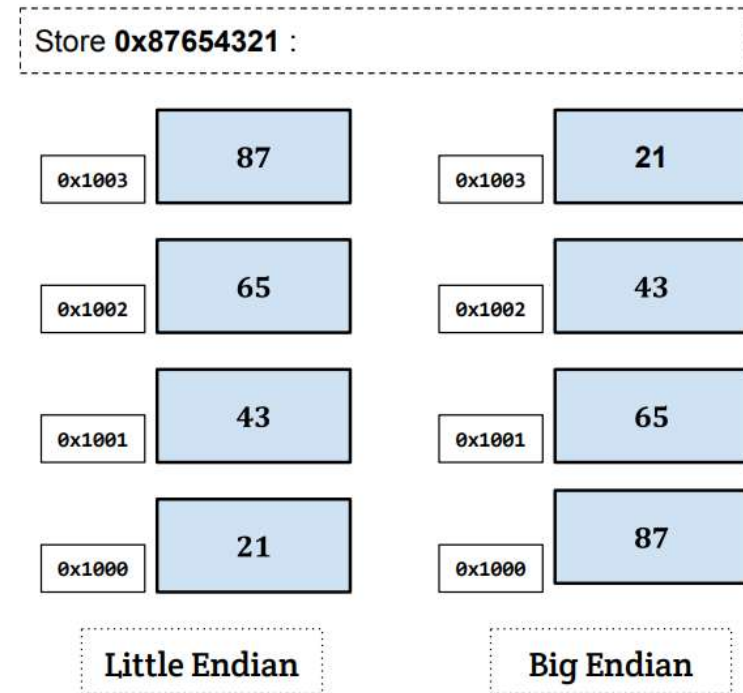 Store 0x87654321 :
87
0x1003
21
0x1003
65
0x1002
43
0x1002
43
0x1001
65
0x1001
21
0x1000
87
0x1000
Little Endian
Big Endian